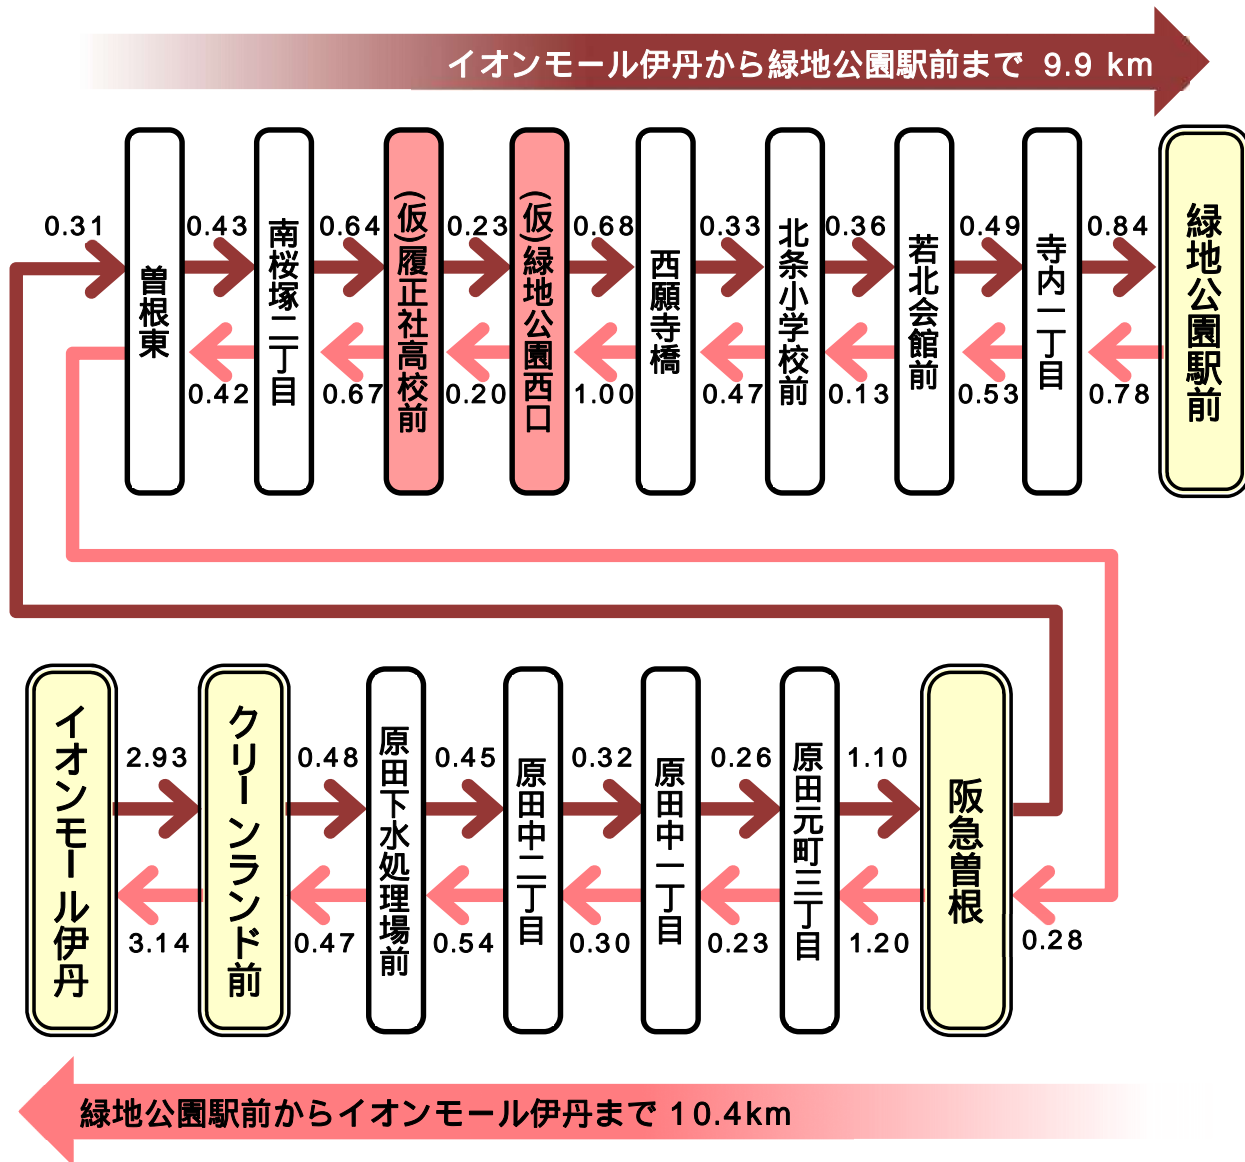 イオンモール伊丹から緑地公園駅前まで 9.9 km
0.31
曽根東
0.43
0.42
南桜塚二丁目
0.64
0.67
(仮)履正社高校前
0.23
0.20
(仮)緑地公園西口
0.68
1.00
西願寺橋
0.33
0.47
北条小学校前
0.36
0.13
若北会館前
0.49
0.53
寺内一丁目
0.84
0.78
緑地公園駅前
イオンモール伊丹
2.93
3.14
クリーンランド前
0.48
0.47
原田下水処理場前
0.45
0.54
原田中二丁目
0.32
0.30
原田中一丁目
0.26
0.23
原田元町三丁目
1.10
1.20
阪急曽根
0.28
緑地公園駅前からイオンモール伊丹まで 10.4km